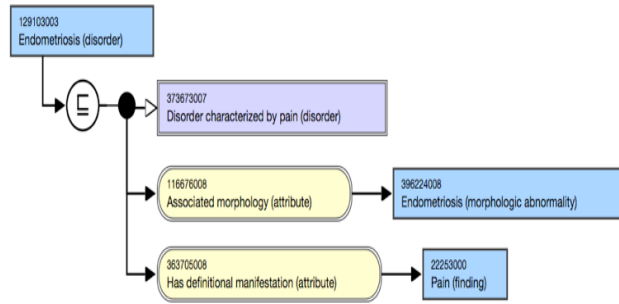 129103003
Endometriosis (disorder)
⊑
373673007
Disorder characterized by pain (disorder)
116676008
Associated morphology (attribute)
396224008
Endometriosis (morphologic abnormality)
363705008
Has definitional manifestation (attribute)
22253000
Pain (finding)